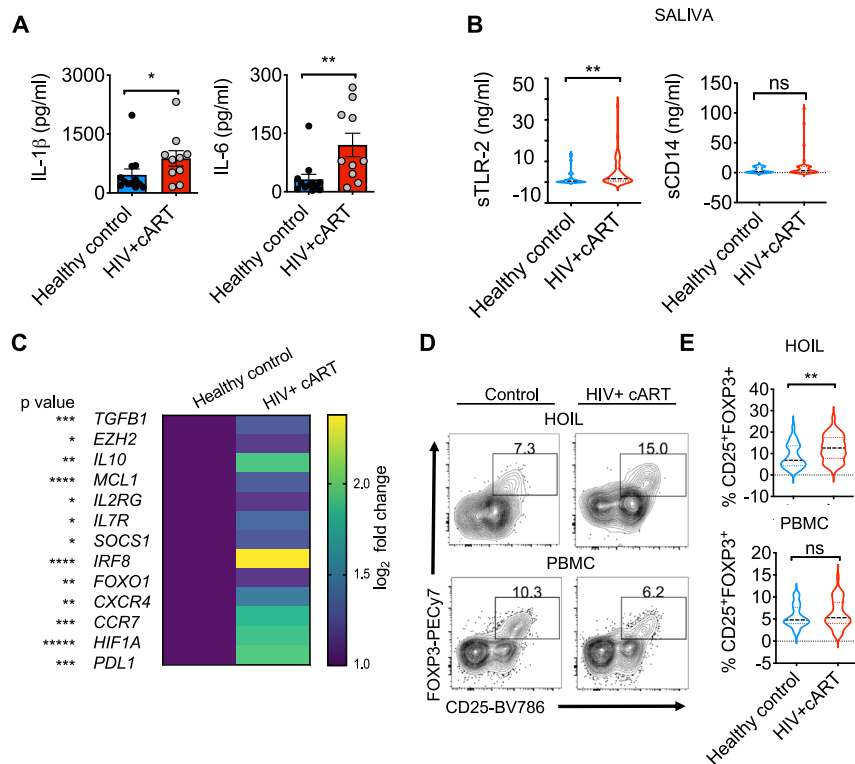 SALIVA
A
*
IL-1β (pg/ml)
3000
1500
0
Healthy control
HIV+cART
**
IL-6 (pg/ml)
300
150
0
Healthy control
HIV+cART
B
**
sTLR-2 (ng/ml)
50
30
10
-10
Healthy control
HIV+cART
ns
sCD14 (ng/ml)
150
100
50
0
-50
Healthy control
HIV+cART
C
Healthy control
HIV+ cART
p value
*** TGFB1
* EZH2
** IL10
**** MCL1
* IL2RG
* IL7R
* SOCS1
**** IRF8
** FOXO1
** CXCR4
*** CCR7
***** HIF1A
*** PDL1
2.0
1.5
1.0
log2 fold change
D
Control HIV+ cART
HOIL
7.3 15.0
PBMC
10.3 6.2
FOXP3-PECy7
CD25-BV786
E
HOIL
**
% CD25+FOXP3+
40
30
20
10
0
-10
PBMC
ns
% CD25+FOXP3+
20
15
10
5
0
5
Healthy control
HIV+cART